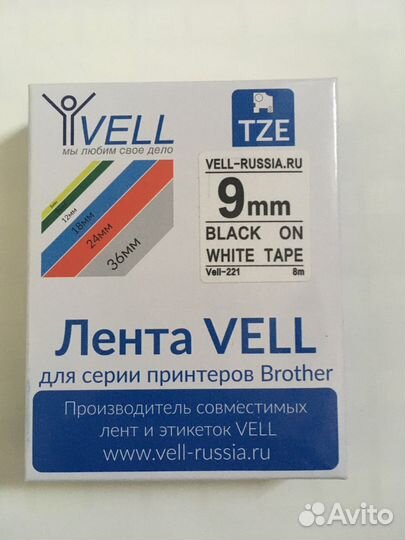 VELL
мы любим свое дело
TZE
12мм
18мм
24мм
36мм
VELL-RUSSIA.RU
9mm
BLACK ON
WHITE TAPE
Vell-221 8m
Лента VELL
для серии принтеров Brother
Производитель совместимых
лент и этикеток VELL
www.vell-russia.ru
Avito